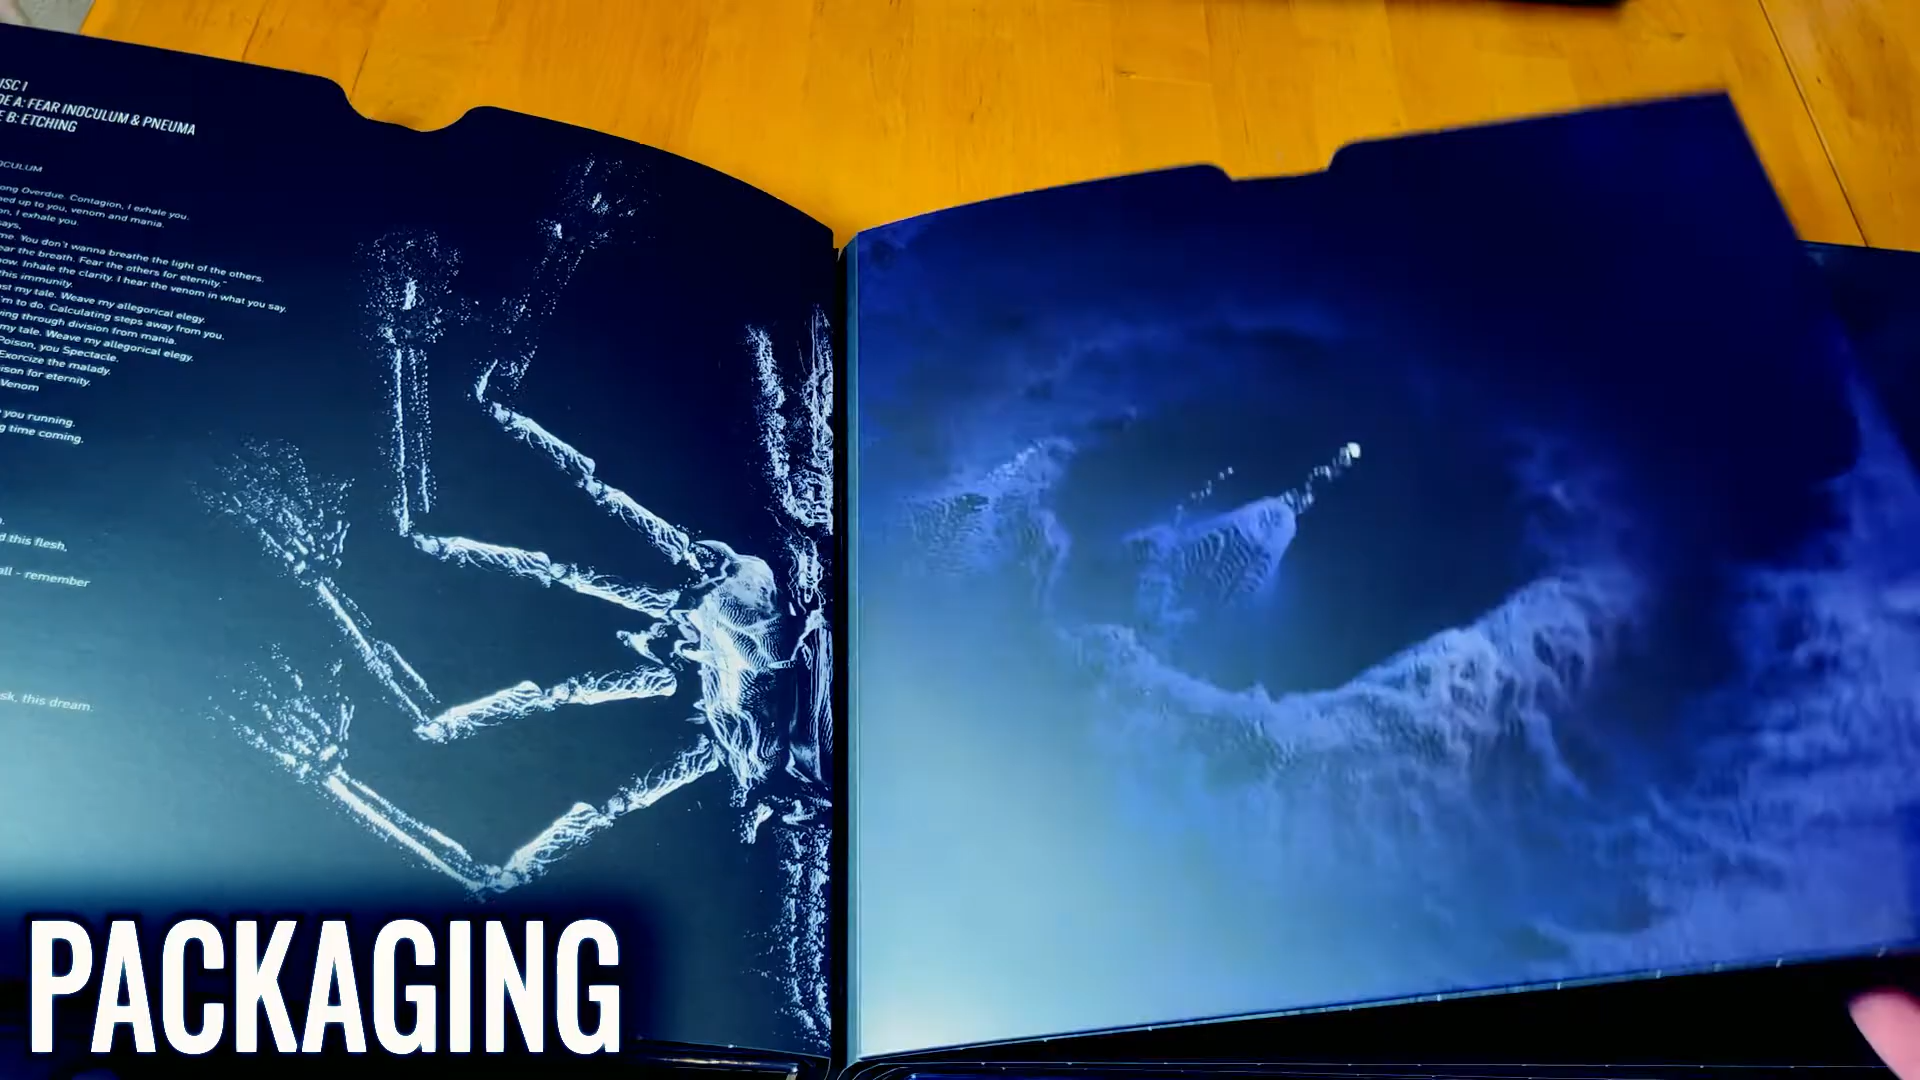 ISC I
DE A: FEAR INOCULUM & PNEUMA
E B: ETCHING
OCULUM
ong Overdue. Contagion, I exhale you.
ned up to you, venom and mania.
on, I exhale you.
says,
me. You don't wanna breathe the light of the others.
ear the breath. Fear the others for eternity."
ow. Inhale the clarity. I hear the venom in what you say.
this immunity.
st my tale. Weave my allegorical elegy.
'm to do. Calculating steps away from you.
ing through division from mania.
my tale. Weave my allegorical elegy.
Poison, you Spectacle.
Exorcize the malady.
ison for eternity.
Venom
you running.
g time coming.
d this flesh,
all - remember
sk, this dream.
PACKAGING